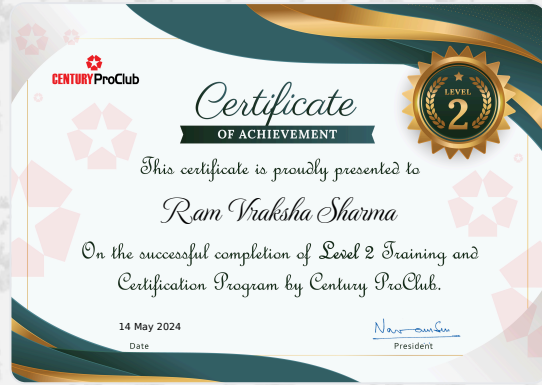 CENTURY ProClub
Certificate
OF ACHIEVEMENT
LEVEL
2
This certificate is proudly presented to
Ram Vraksha Sharma
On the successful completion of Level 2 Training and
Certification Program by Century ProClub.
14 May 2024
Date
President